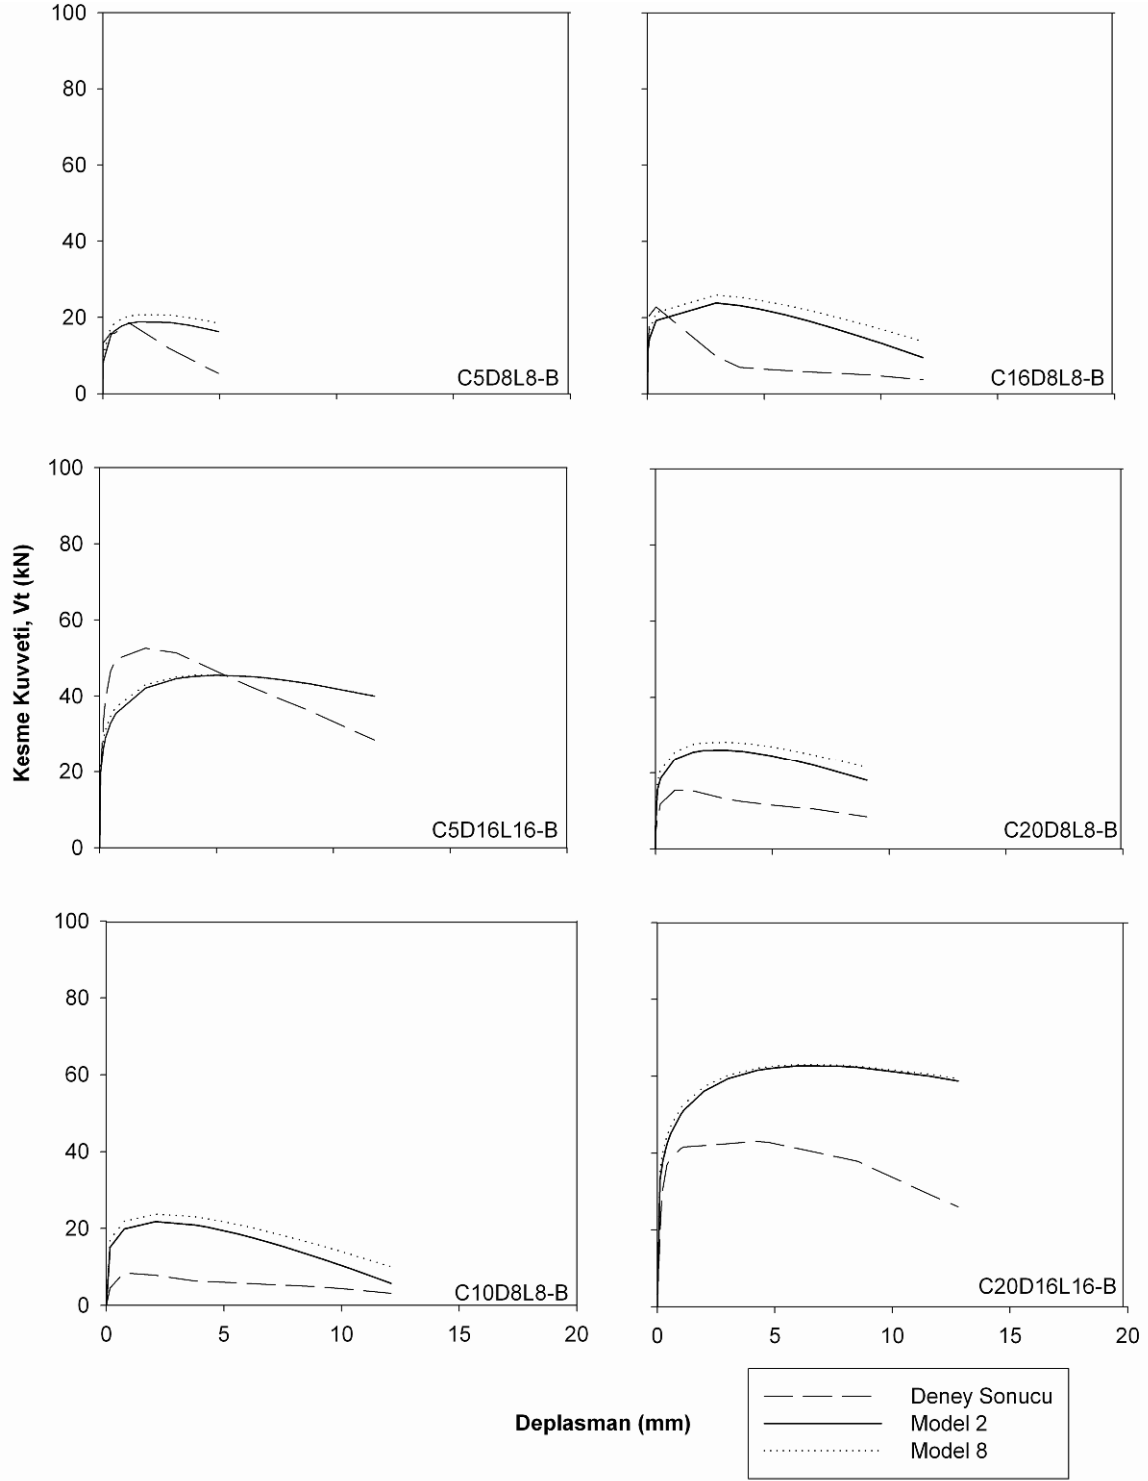 100
80
60
40
20
0
C5D8L8-B
C16D8L8-B
Kesme Kuvveti, Vt (kN)
100
80
60
40
20
0
C5D16L16-B
C20D8L8-B
100
80
60
40
20
0
C10D8L8-B
C20D16L16-B
0 5 10 15 20
0 5 10 15 20
Deplasman (mm)
Deney Sonucu
Model 2
Model 8